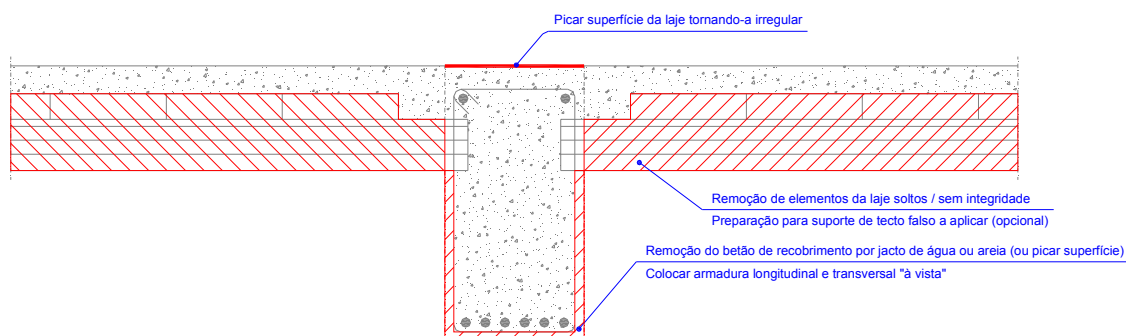 Picar superfície da laje tornando-a irregular
Remoção de elementos da laje soltos / sem integridade
Preparação para suporte de tecto falso a aplicar (opcional)
Remoção do betão de recobrimento por jacto de água ou areia (ou picar superfície)
Colocar armadura longitudinal e transversal "à vista"